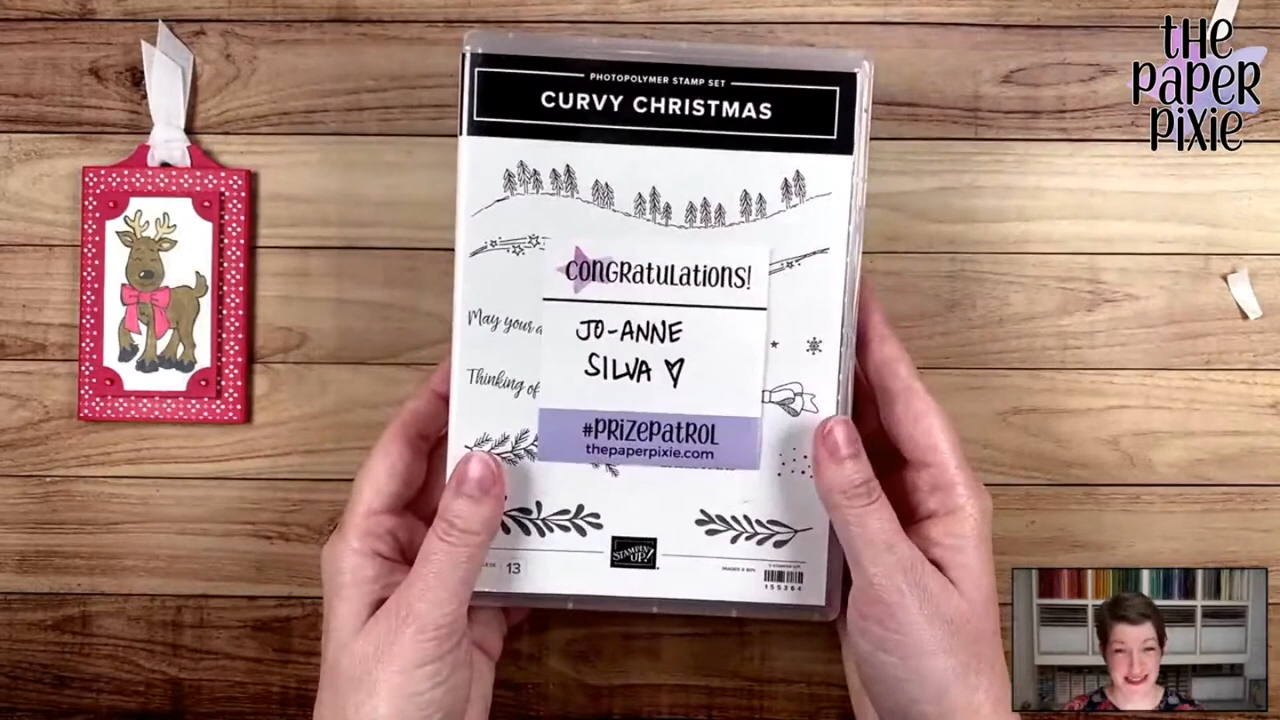 the
paper
pixie
PHOTOPOLYMER STAMP SET
CURVY CHRISTMAS
CONGRATULATIONS!
JO-ANNE
SILVA ♡
May your
Thinking of
#PRIZEPATROL
thepaperpixie.com
STAMPIN' UP!
13
155364